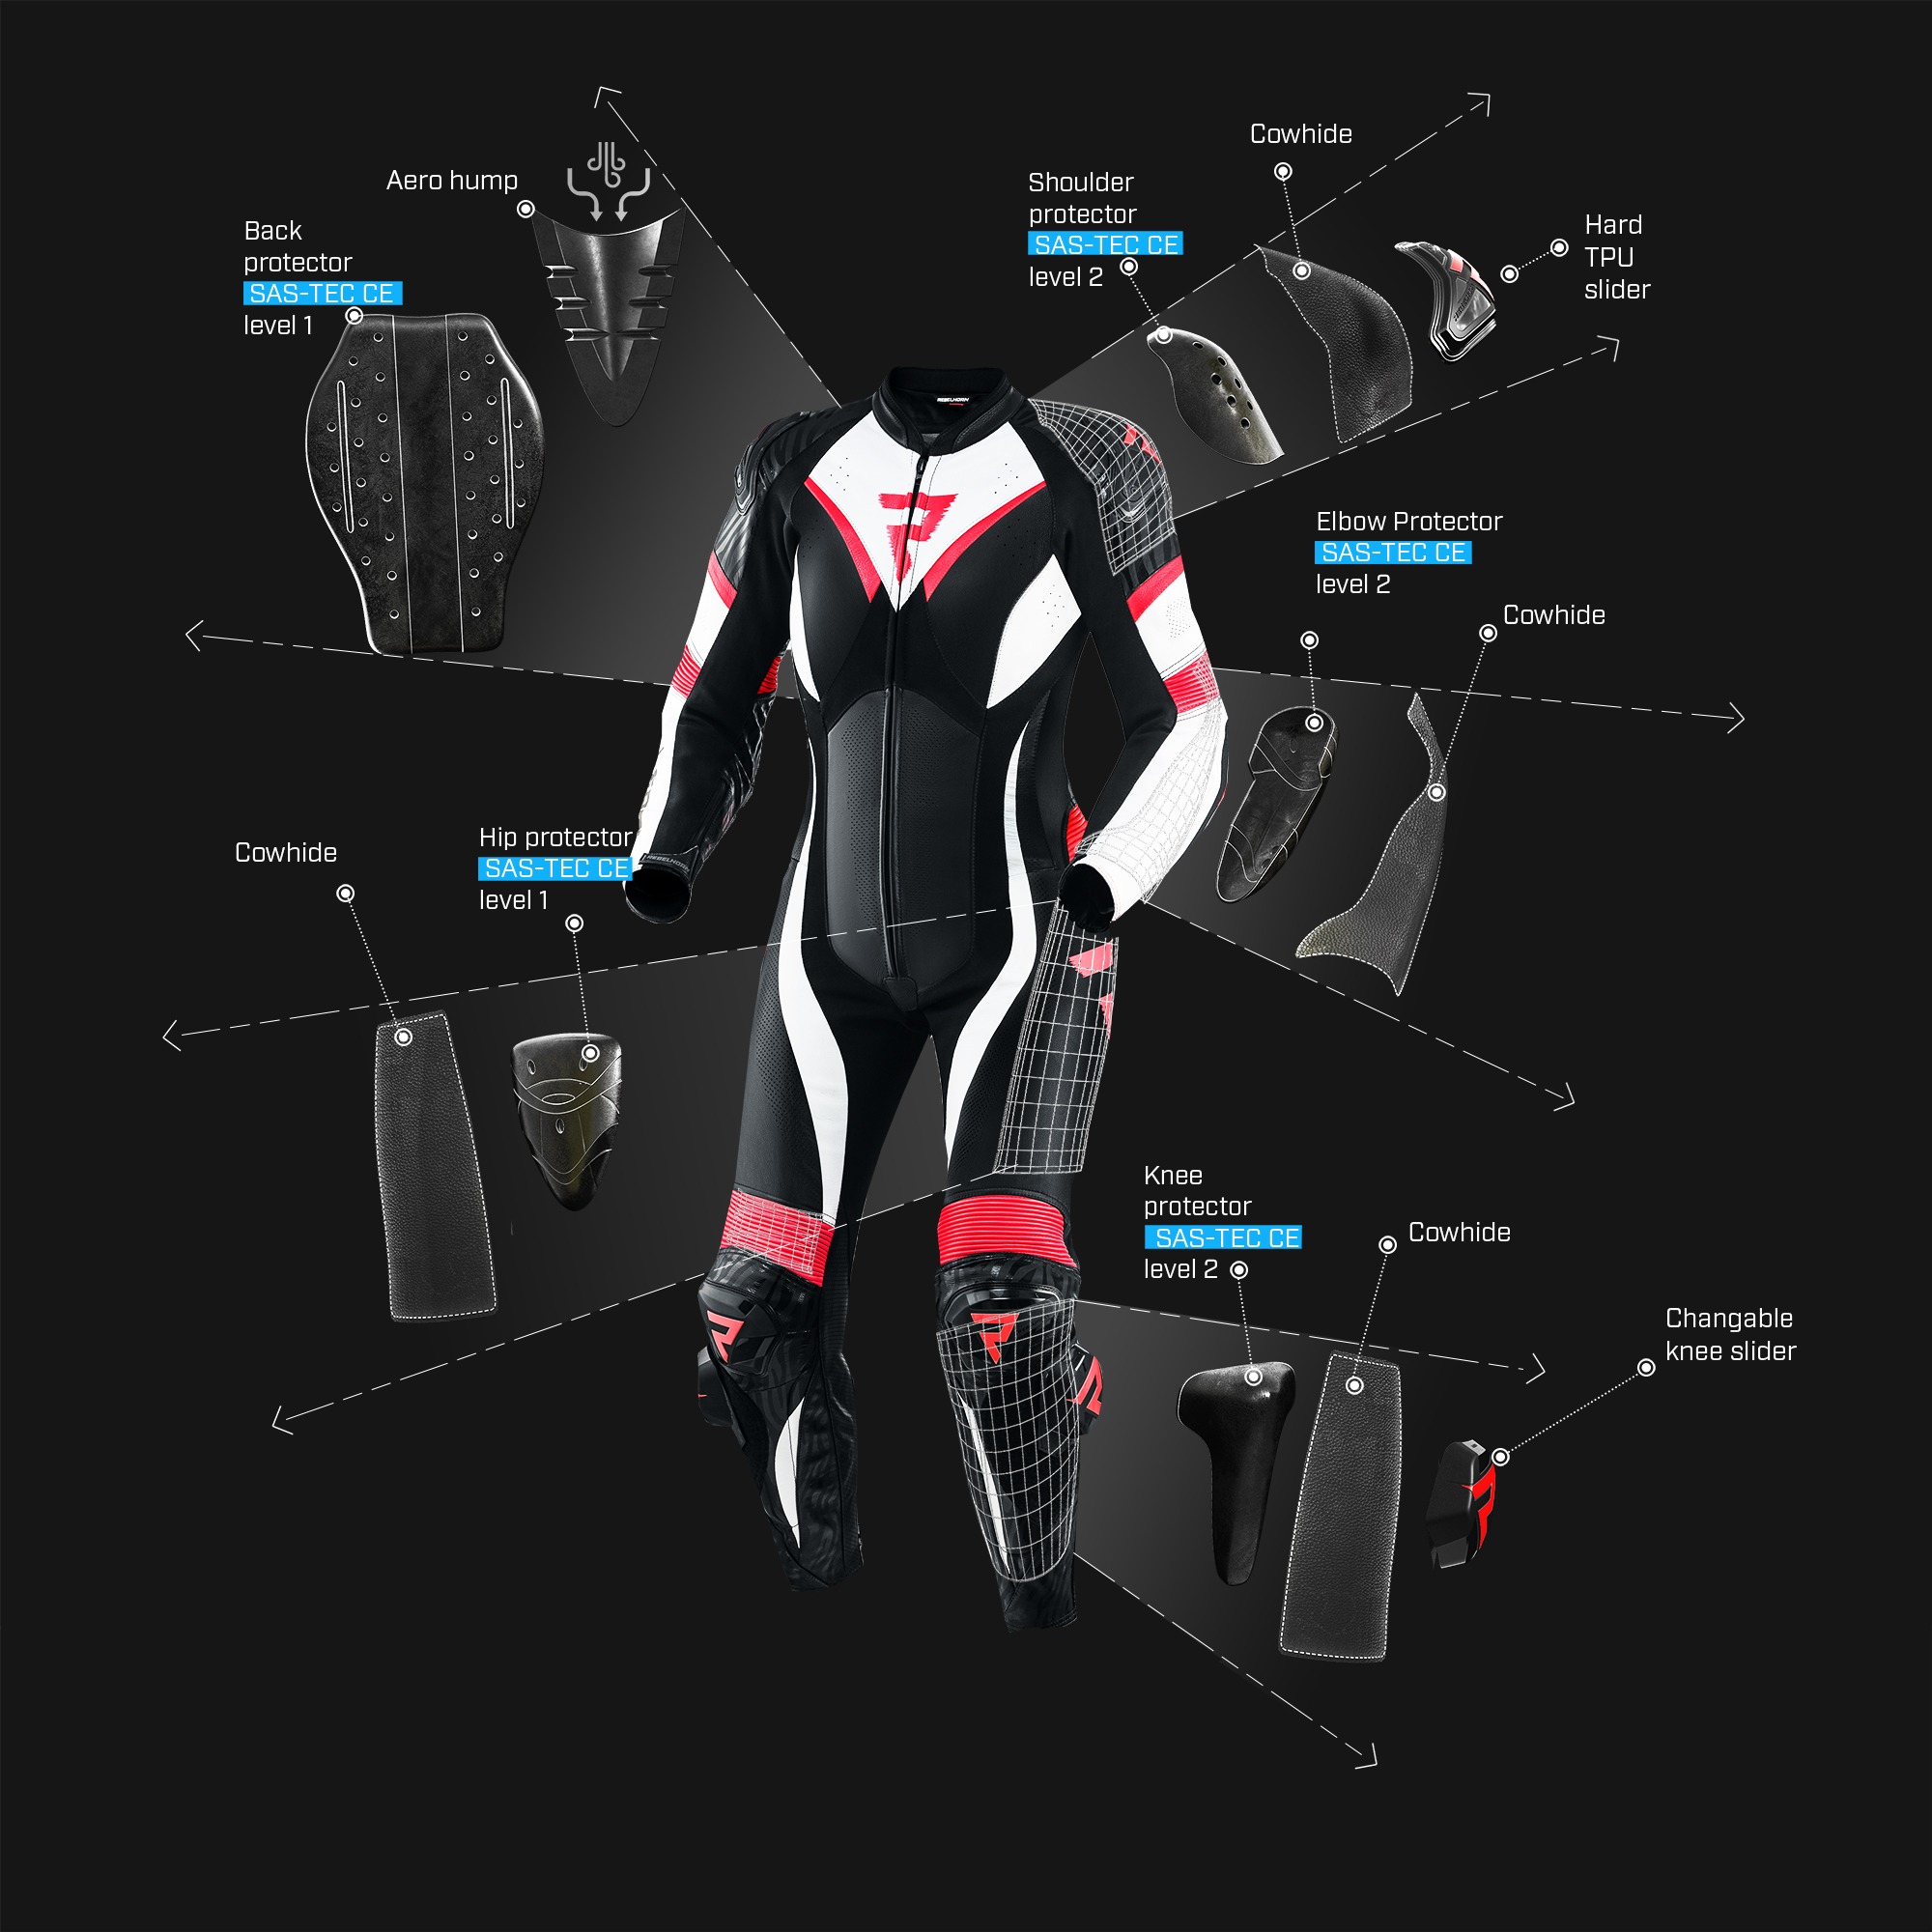 Cowhide
Aero hump
Shoulder
protector
SAS-TEC CE
level 2
Hard
TPU
slider
Back
protector
SAS-TEC CE
level 1
REBELHORN
Elbow Protector
SAS-TEC CE
level 2
Cowhide
Cowhide
Hip protector
SAS-TEC CE
level 1
REBELHORN
Knee
protector
SAS-TEC CE
level 2
Cowhide
Changable
knee slider